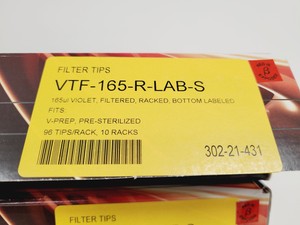 FILTER TIPS
VTF-165-R-LAB-S
165ul VIOLET, FILTERED, RACKED, BOTTOM LABELED
FITS:
V-PREP, PRE-STERILIZED
96 TIPS/RACK, 10 RACKS
302-21-431
FILTER TIPS